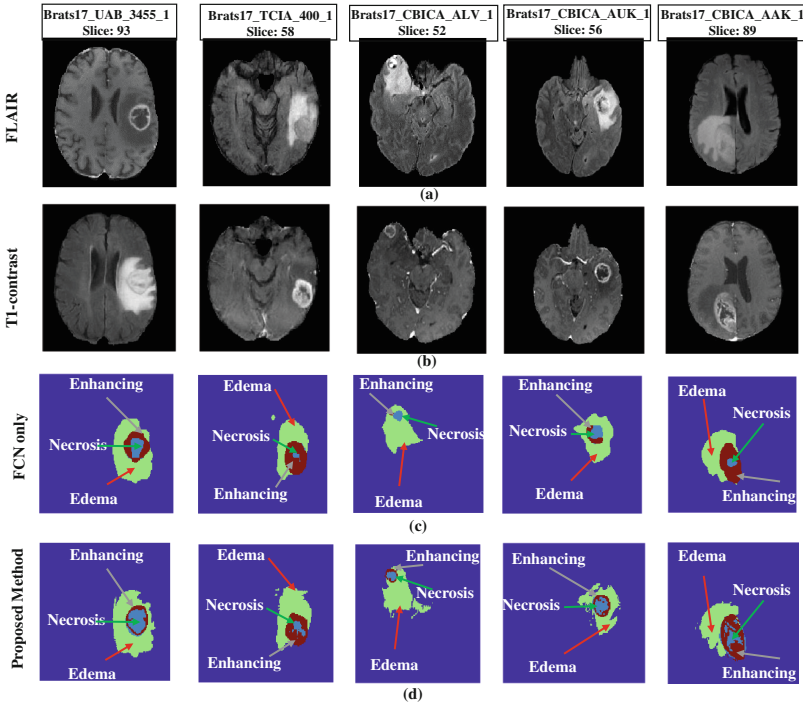 Brats17_UAB_3455_1
Slice: 93
Brats17_TCIA_400_1
Slice: 58
Brats17_CBICA_ALV_1
Slice: 52
Brats17_CBICA_AUK_1
Slice: 56
Brats17_CBICA_AAK_1
Slice: 89
FLAIR
(a)
T1-contrast
(b)
FCN only
Enhancing
Necrosis
Edema
Edema
Necrosis
Enhancing
Enhancing
Necrosis
Edema
Enhancing
Necrosis
Edema
Edema
Necrosis
Enhancing
(c)
Proposed Method
Enhancing
Necrosis
Edema
Edema
Necrosis
Enhancing
Enhancing
Necrosis
Edema
Enhancing
Necrosis
Edema
Edema
Necrosis
Enhancing
(d)